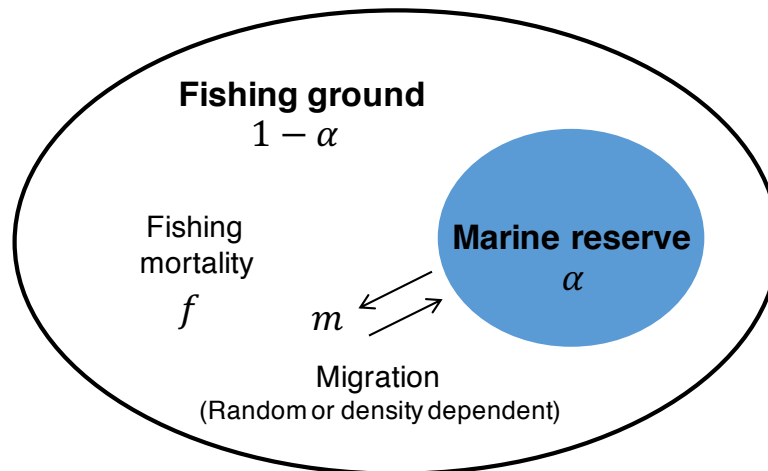 Fishing ground
1 − α
Marine reserve
α
Fishing
mortality
f
m
Migration
(Random or density dependent)